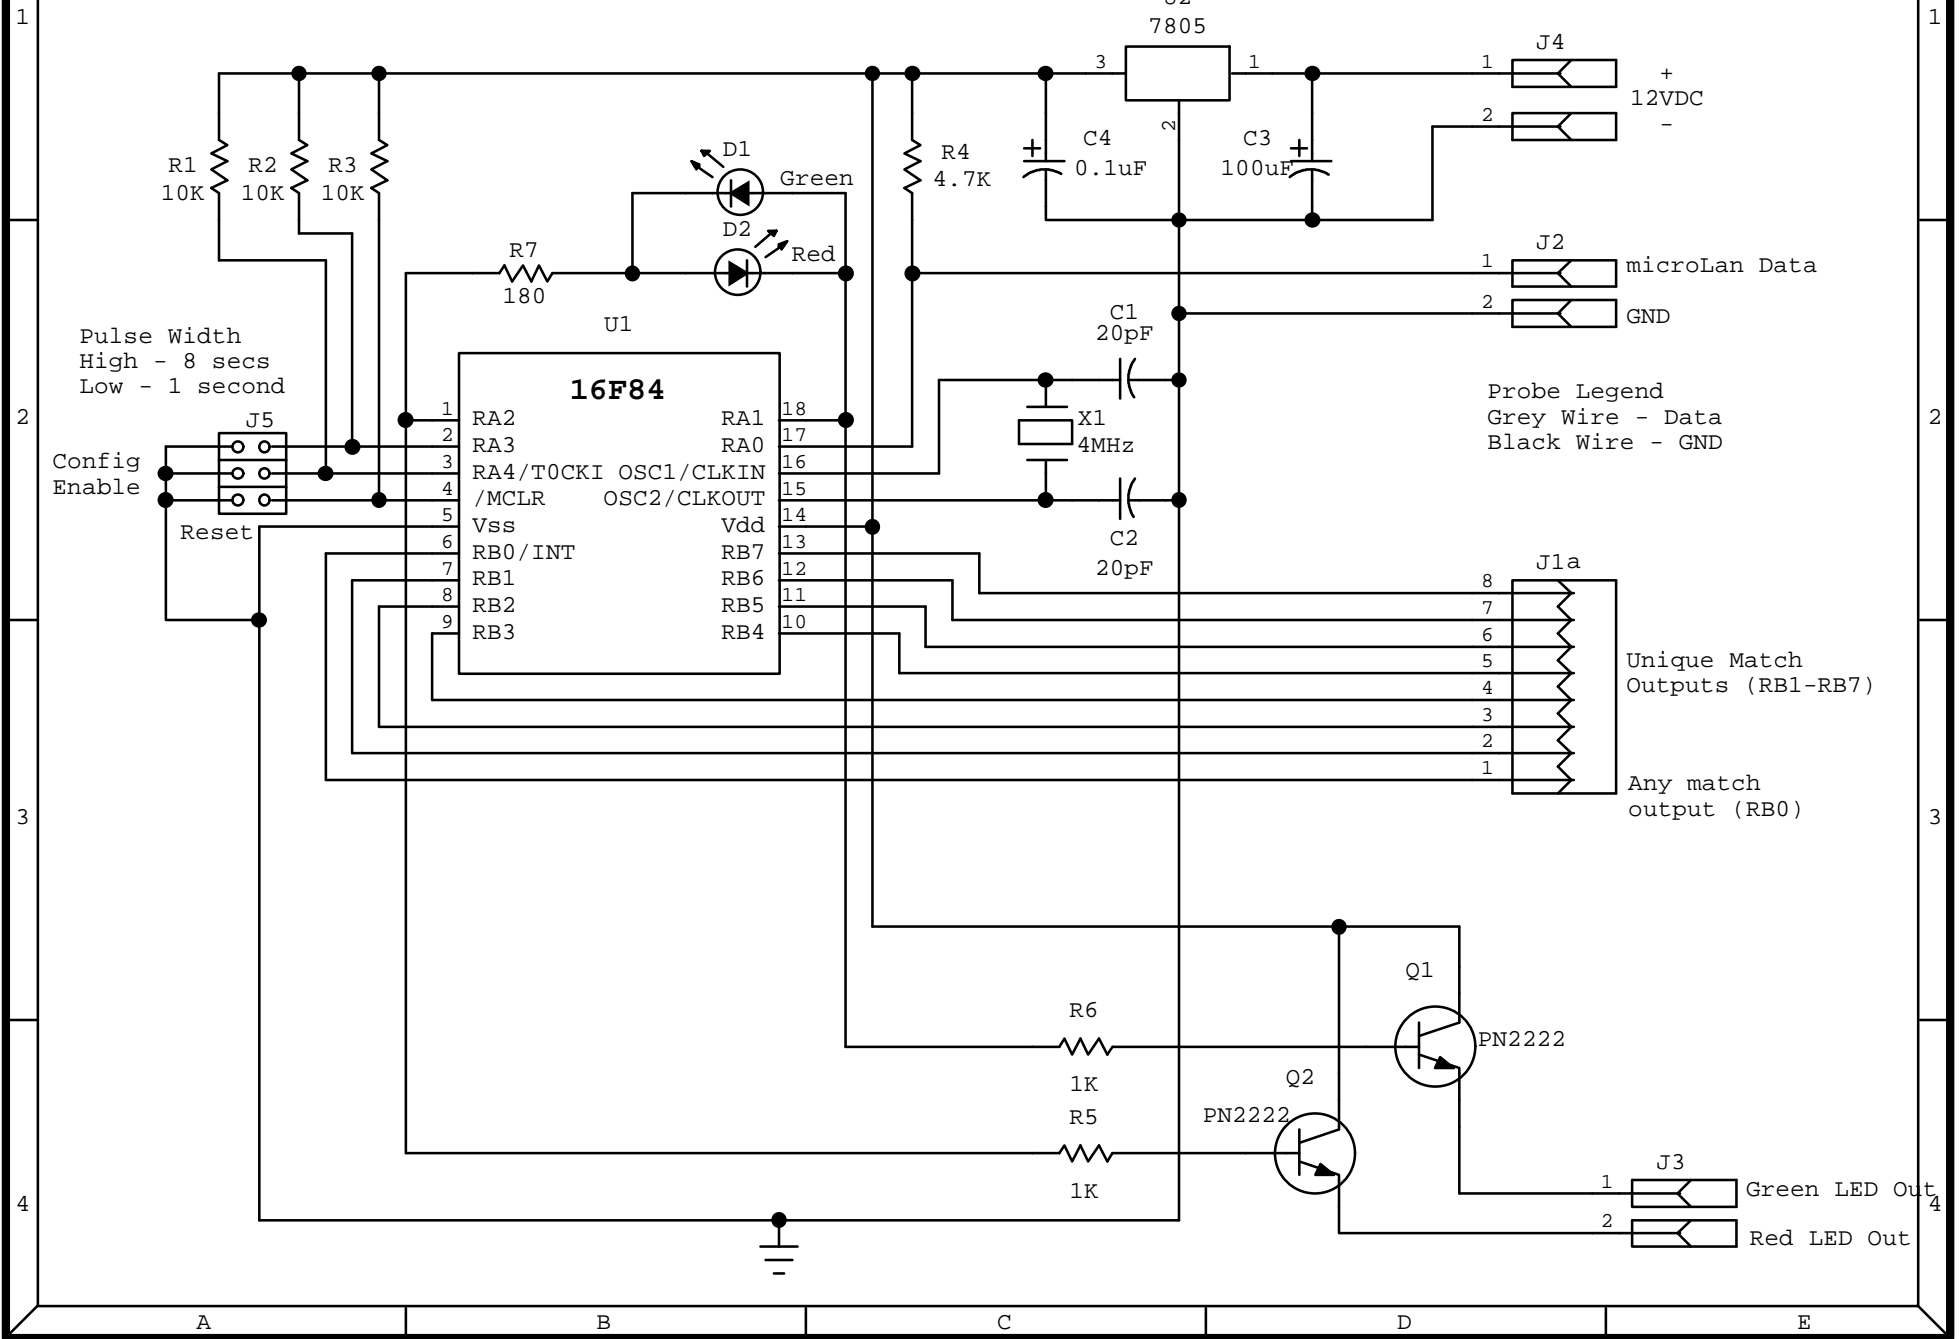 1
1
7805
3
1
2
J4
1
+
12VDC
2
-
R1
10K
R2
10K
R3
10K
D1
Green
D2
Red
R7
180
R4
4.7K
C4
0.1uF
C3
100uF
J2
1
microLan Data
2
GND
U1
C1
20pF
Pulse Width
High - 8 secs
Low - 1 second
Probe Legend
Grey Wire - Data
Black Wire - GND
2
2
J5
Config
Enable
Reset
16F84
1 RA2 RA1 18
2 RA3 RA0 17
3 RA4/T0CKI OSC1/CLKIN 16
4 /MCLR OSC2/CLKOUT 15
5 Vss Vdd 14
6 RB0/INT RB7 13
7 RB1 RB6 12
8 RB2 RB5 11
9 RB3 RB4 10
X1
4MHz
C2
20pF
J1a
8
7
6
5
4
3
2
1
Unique Match
Outputs (RB1-RB7)
Any match
output (RB0)
3
3
Q1
PN2222
R6
1K
Q2
PN2222
R5
1K
J3
1
Green LED Out
2
Red LED Out
4
4
A
B
C
D
E